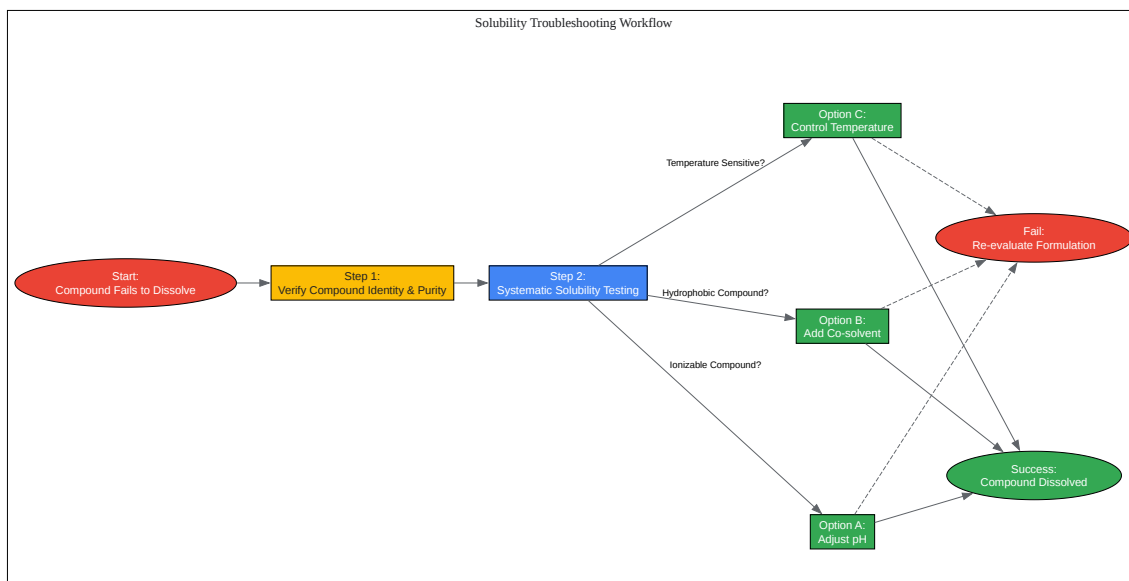 Solubility Troubleshooting Workflow
Start:
Compound Fails to Dissolve
Step 1:
Verify Compound Identity & Purity
Step 2:
Systematic Solubility Testing
Temperature Sensitive?
Hydrophobic Compound?
Ionizable Compound?
Option C:
Control Temperature
Option B:
Add Co-solvent
Option A:
Adjust pH
Fail:
Re-evaluate Formulation
Success:
Compound Dissolved